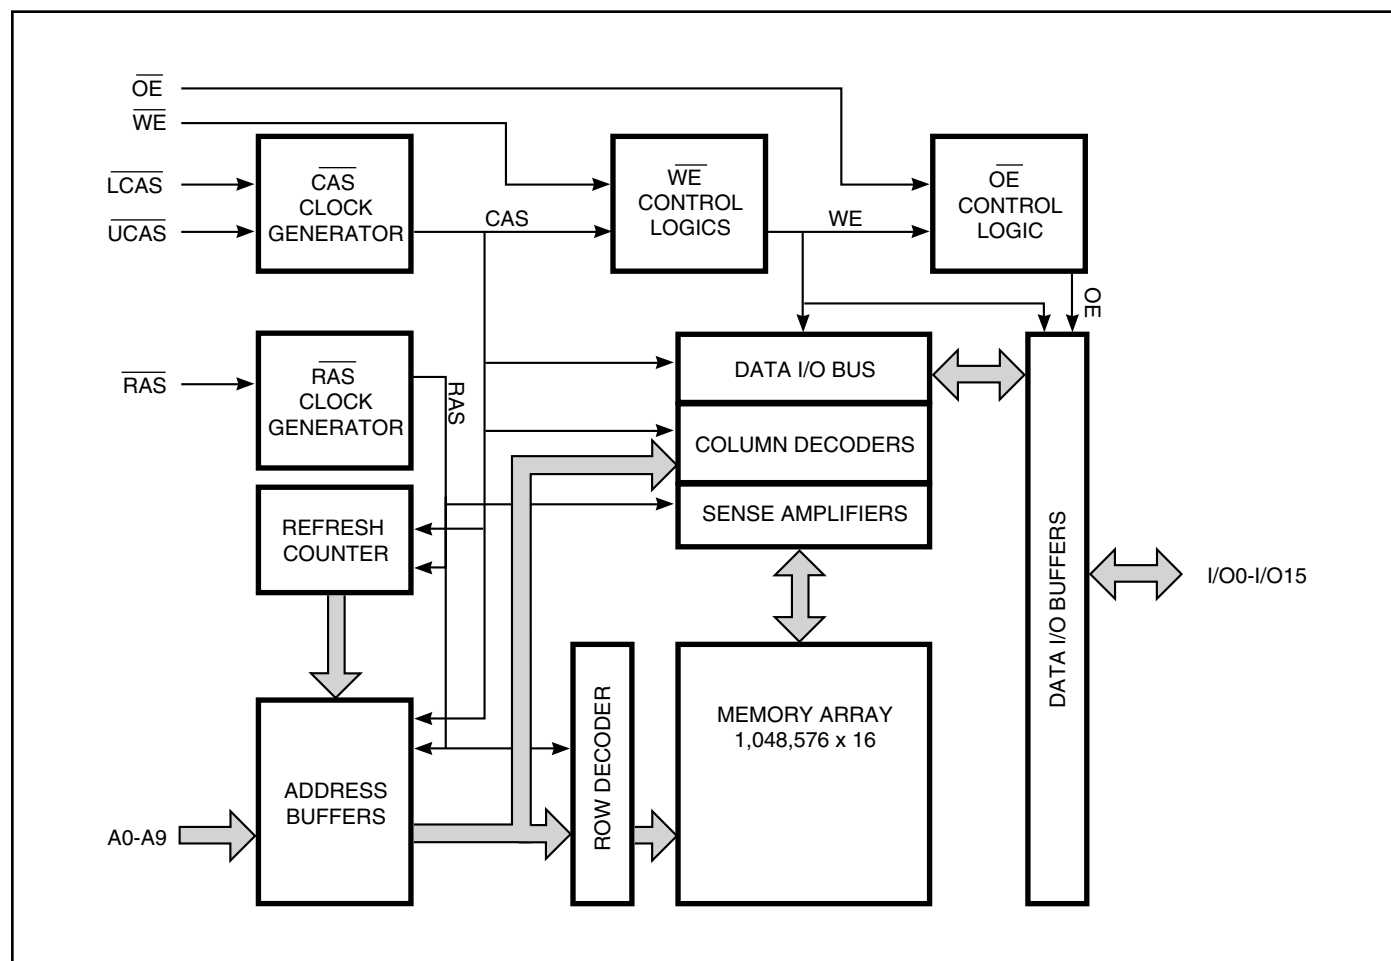 OE
WE
LCAS
UCAS
CAS
CLOCK
GENERATOR
CAS
WE
CONTROL
LOGICS
WE
OE
CONTROL
LOGIC
OE
RAS
RAS
CLOCK
GENERATOR
RAS
DATA I/O BUS
COLUMN DECODERS
SENSE AMPLIFIERS
REFRESH
COUNTER
DATA I/O BUFFERS
I/O0-I/O15
ROW DECODER
MEMORY ARRAY
1,048,576 x 16
ADDRESS
BUFFERS
A0-A9